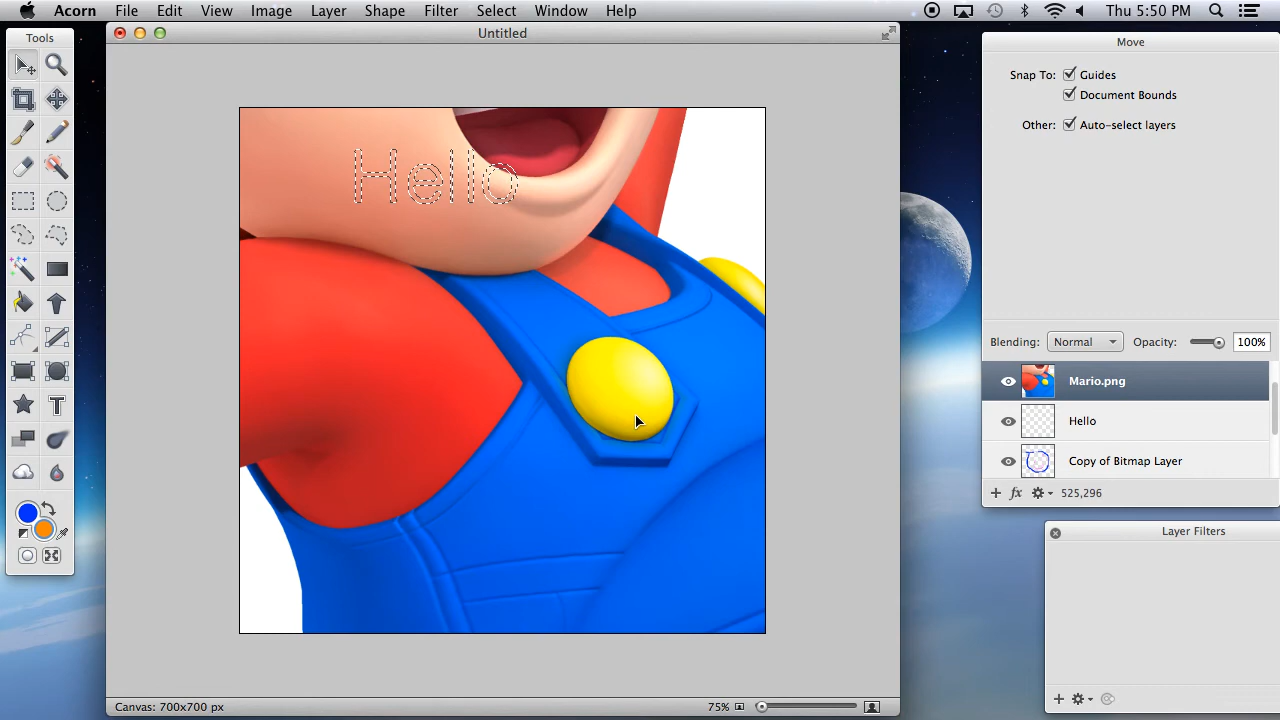 Acorn File Edit View Image Layer Shape Filter Select Window Help Thu 5:50 PM
Tools
Untitled
Move
Snap To: Guides
Document Bounds
Other: Auto-select layers
Hello
Blending: Normal Opacity: 100%
Mario.png
Hello
Copy of Bitmap Layer
fx 525,296
Layer Filters
Canvas: 700x700 px 75%